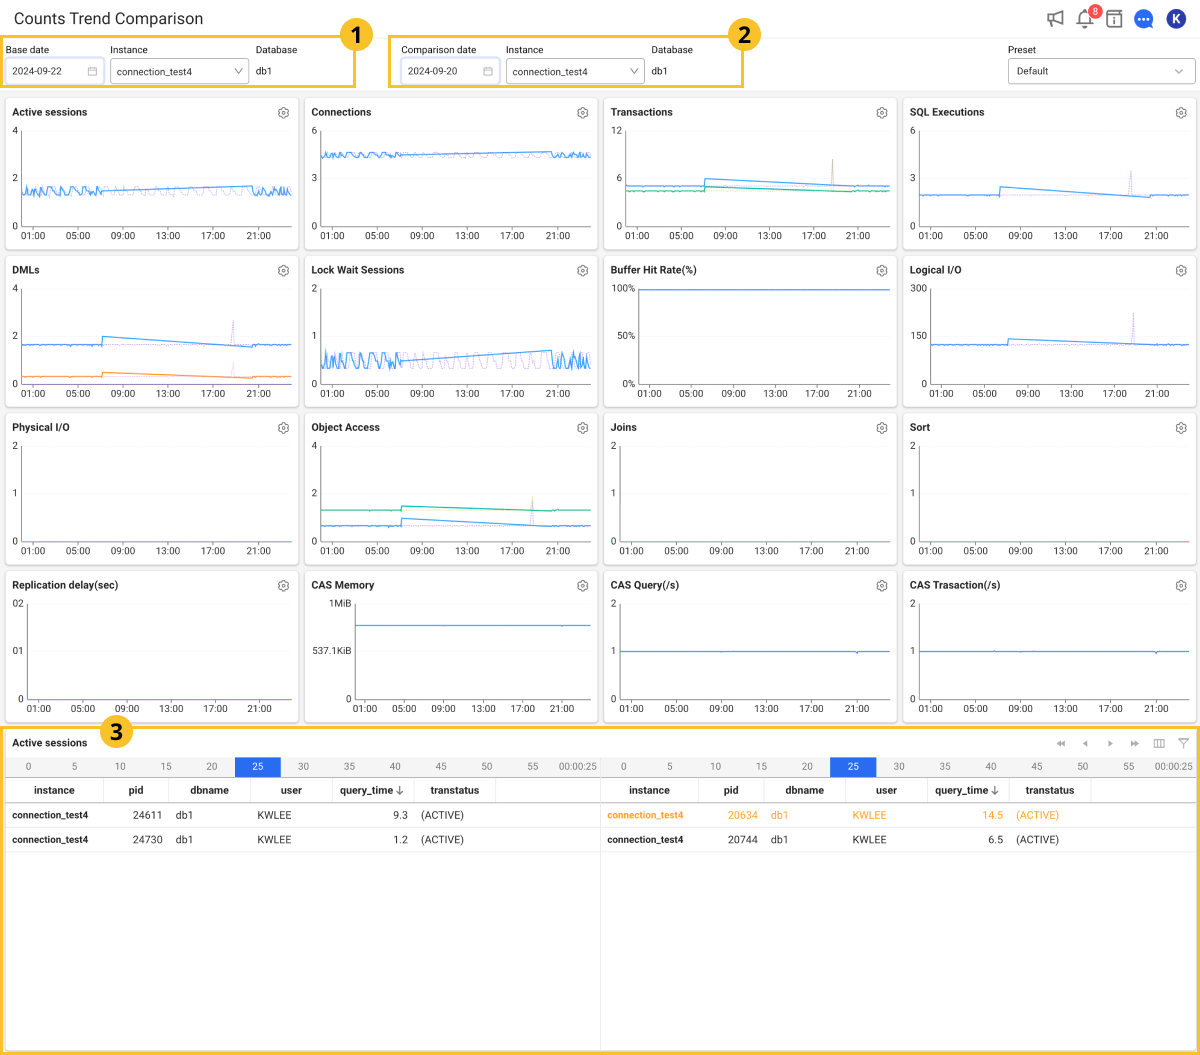 Counts Trend Comparison
8
K
1
2
Base date
Instance
Database
2024-09-22
connection_test4
db1
Comparison date
Instance
Database
2024-09-20
connection_test4
db1
Preset
Default
Active sessions
4
2
0
01:00 05:00 09:00 13:00 17:00 21:00
Connections
6
3
0
01:00 05:00 09:00 13:00 17:00 21:00
Transactions
12
6
0
01:00 05:00 09:00 13:00 17:00 21:00
SQL Executions
6
3
0
01:00 05:00 09:00 13:00 17:00 21:00
DMLs
4
2
0
01:00 05:00 09:00 13:00 17:00 21:00
Lock Wait Sessions
2
1
0
01:00 05:00 09:00 13:00 17:00 21:00
Buffer Hit Rate(%)
100%
50%
0%
01:00 05:00 09:00 13:00 17:00 21:00
Logical I/O
300
150
0
01:00 05:00 09:00 13:00 17:00 21:00
Physical I/O
2
1
0
01:00 05:00 09:00 13:00 17:00 21:00
Object Access
4
2
0
01:00 05:00 09:00 13:00 17:00 21:00
Joins
2
1
0
01:00 05:00 09:00 13:00 17:00 21:00
Sort
2
1
0
01:00 05:00 09:00 13:00 17:00 21:00
Replication delay(sec)
02
01
0
01:00 05:00 09:00 13:00 17:00 21:00
CAS Memory
1MiB
537.1KiB
0
01:00 05:00 09:00 13:00 17:00 21:00
CAS Query(/s)
2
1
0
01:00 05:00 09:00 13:00 17:00 21:00
CAS Trasaction(/s)
2
1
0
01:00 05:00 09:00 13:00 17:00 21:00
3
Active sessions
0 5 10 15 20 25 30 35 40 45 50 55 00:00:25 0 5 10 15 20 25 30 35 40 45 50 55 00:00:25
instance pid dbname user query_time transtatus instance pid dbname user query_time transtatus
connection_test4 24611 db1 KWLEE 9.3 (ACTIVE) connection_test4 20634 db1 KWLEE 14.5 (ACTIVE)
connection_test4 24730 db1 KWLEE 1.2 (ACTIVE) connection_test4 20744 db1 KWLEE 6.5 (ACTIVE)